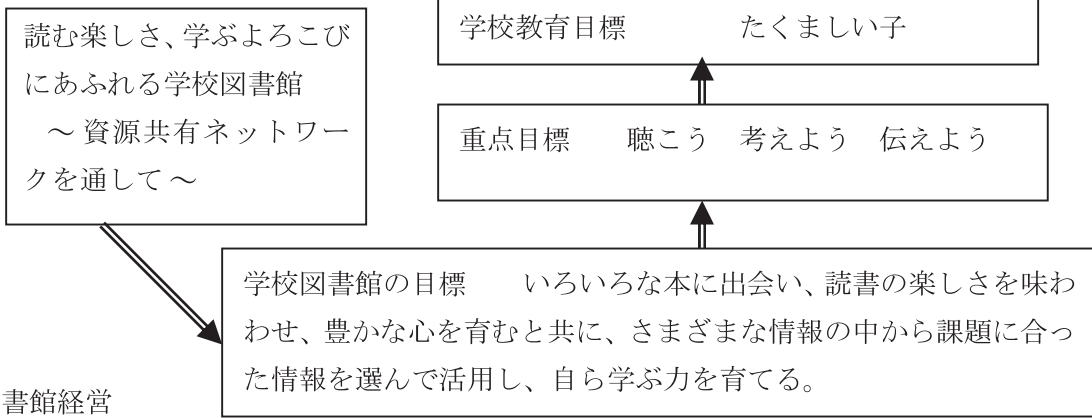 読む楽しさ、学ぶよろこび
にあふれる学校図書館
～資源共有ネットワー
クを通して～
学校教育目標　　　たくましい子
重点目標　　聴こう　考えよう　伝えよう
学校図書館の目標　　いろいろな本に出会い、読書の楽しさを味わ
わせ、豊かな心を育むと共に、さまざまな情報の中から課題に合っ
た情報を選んで活用し、自ら学ぶ力を育てる。
書館経営